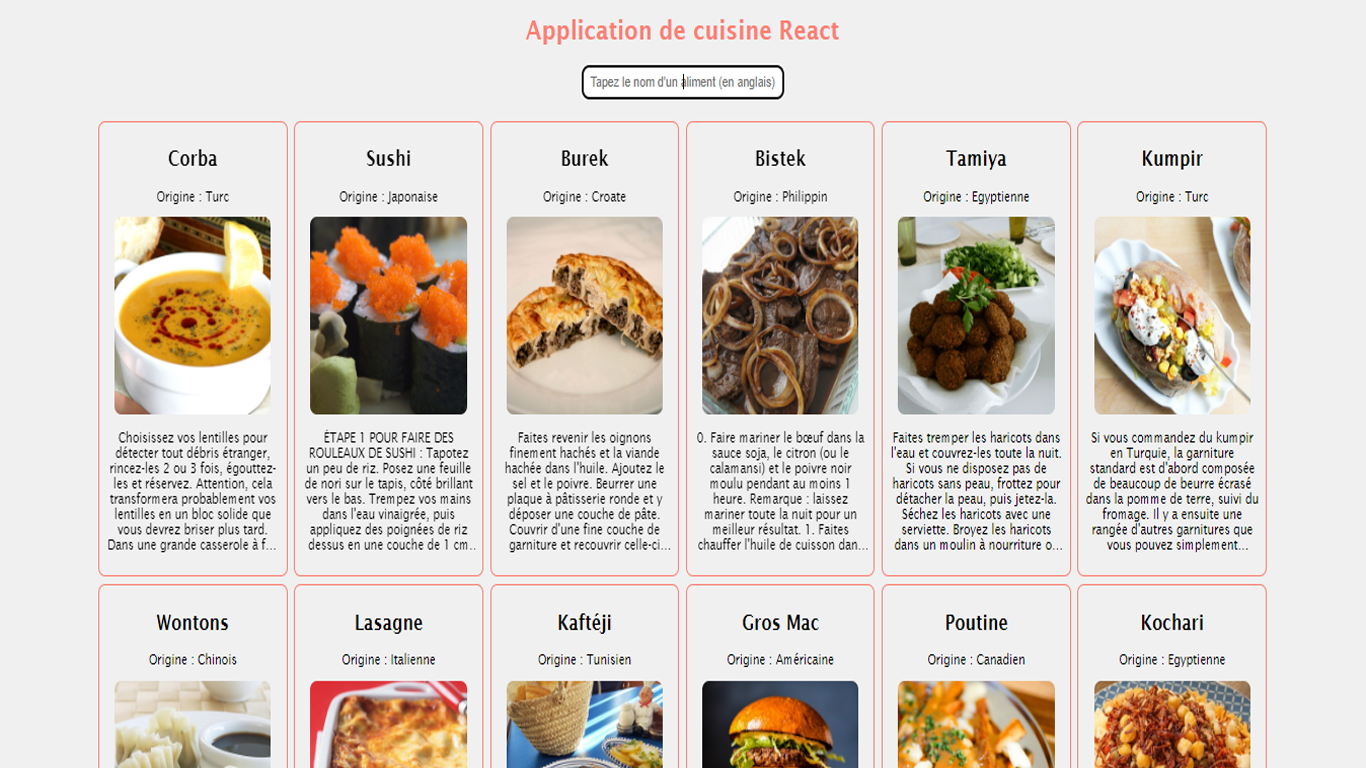 Application de cuisine React
Tapez le nom d'un aliment (en anglais)
Corba
Origine : Turc
Choisissez vos lentilles pour
détecter tout débris étranger,
rincez-les 2 ou 3 fois, égouttez-
les et réservez. Attention, cela
transformera probablement vos
lentilles en un bloc solide que
vous devrez briser plus tard.
Dans une grande casserole à f...
Sushi
Origine : Japonaise
ÉTAPE 1 POUR FAIRE DES
ROULEAUX DE SUSHI : Tapotez
un peu de riz. Posez une feuille
de nori sur le tapis, côté brillant
vers le bas. Trempez vos mains
dans l'eau vinaigrée, puis
appliquez des poignées de riz
dessus en une couche de 1 cm...
Burek
Origine : Croate
Faites revenir les oignons
finement hachés et la viande
hachée dans l'huile. Ajoutez le
sel et le poivre. Beurrer une
plaque à pâtisserie ronde et y
déposer une couche de pâte.
Couvrir d'une fine couche de
garniture et recouvrir celle-ci...
Bistek
Origine : Philippin
0. Faire mariner le bœuf dans la
sauce soja, le citron (ou le
calamansi) et le poivre noir
moulu pendant au moins 1
heure. Remarque : laissez
mariner toute la nuit pour un
meilleur résultat. 1. Faites
chauffer l'huile de cuisson dan...
Tamiya
Origine : Egyptienne
Faites tremper les haricots dans
l'eau et couvrez-les toute la nuit.
Si vous ne disposez pas de
haricots sans peau, frottez pour
détacher la peau, puis jetez-la.
Séchez les haricots avec une
serviette. Broyez les haricots
dans un moulin à nourriture o...
Kumpir
Origine : Turc
Si vous commandez du kumpir
en Turquie, la garniture
standard est d'abord composée
de beaucoup de beurre écrasé
dans la pomme de terre, suivi du
fromage. Il y a ensuite une
rangée d'autres garnitures que
vous pouvez simplement...
Wontons
Origine : Chinois
Lasagne
Origine : Italienne
Kaftéji
Origine : Tunisien
Gros Mac
Origine : Américaine
Poutine
Origine : Canadien
Kochari
Origine : Egyptienne